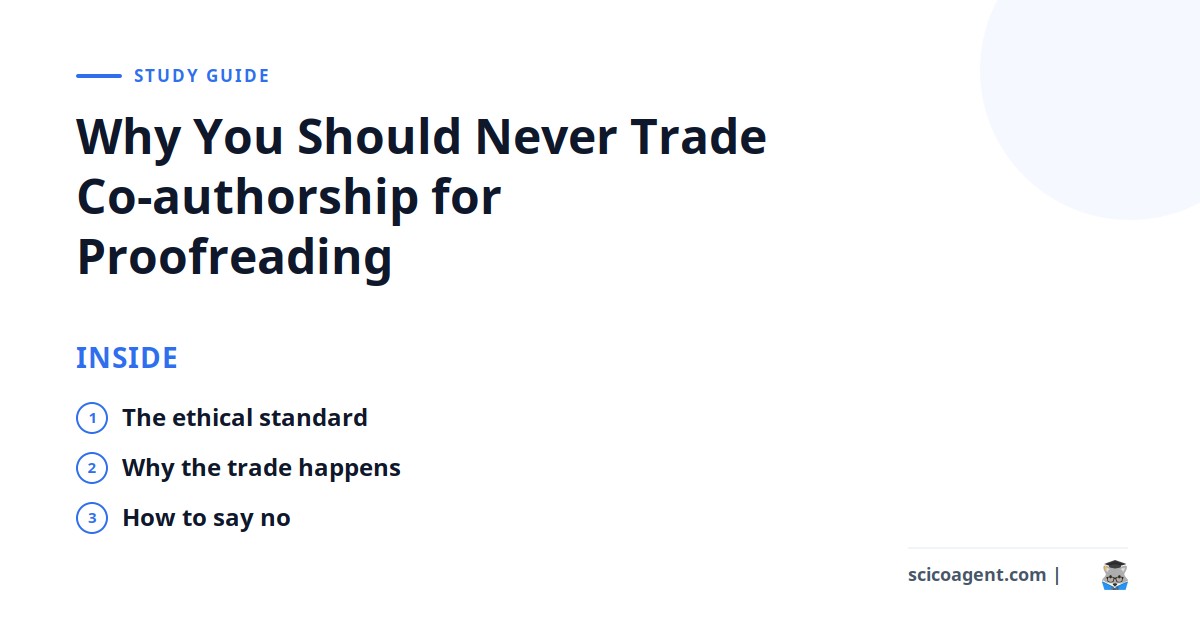 STUDY GUIDE
Why You Should Never Trade
Co-authorship for
Proofreading
INSIDE
1 The ethical standard
2 Why the trade happens
3 How to say no
scicoagent.com |